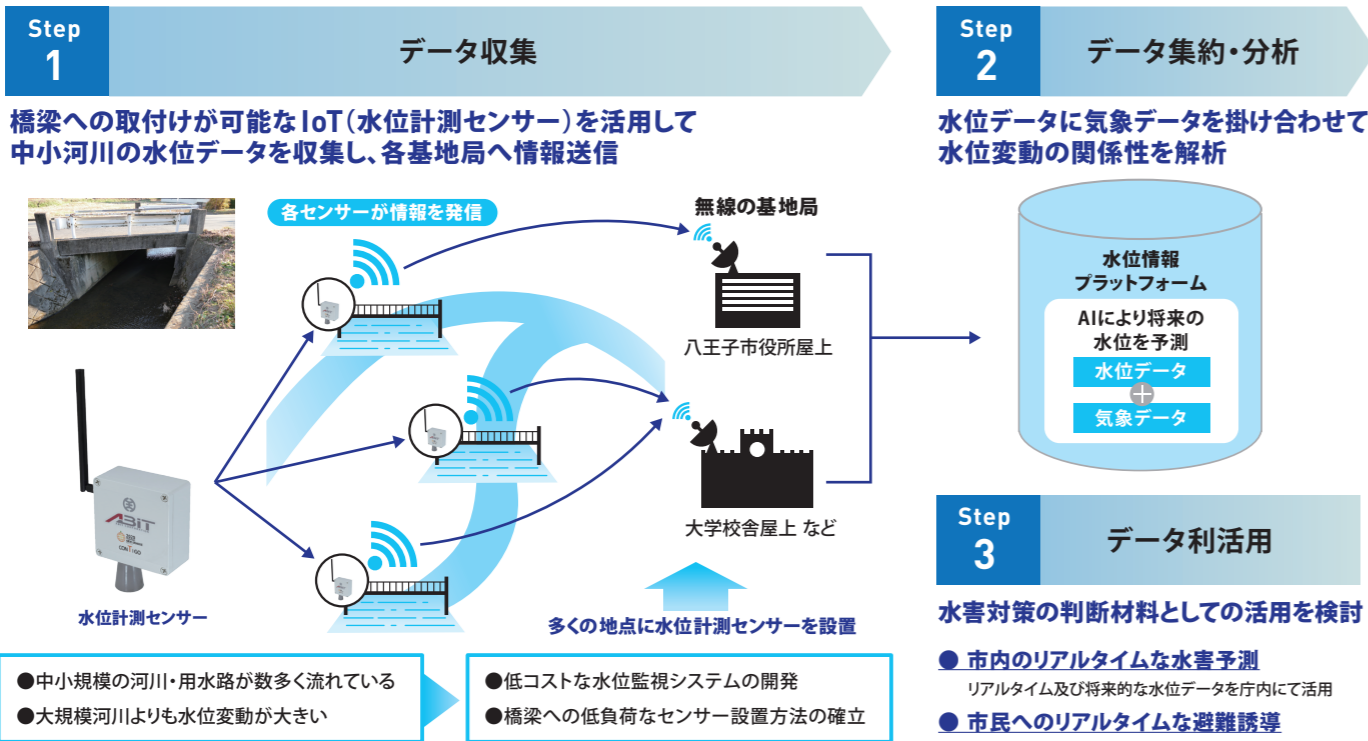 Step
1
データ収集
橋梁への取付けが可能なIoT（水位計測センサー）を活用して
中小河川の水位データを収集し、各基地局へ情報送信
各センサーが情報を発信
無線の基地局
八王子市役所屋上
大学校舎屋上 など
ABiT
CONTIGO
水位計測センサー
多くの地点に水位計測センサーを設置
●中小規模の河川・用水路が数多く流れている
●大規模河川よりも水位変動が大きい
●低コストな水位監視システムの開発
●橋梁への低負荷なセンサー設置方法の確立
Step
2
データ集約・分析
水位データに気象データを掛け合わせて
水位変動の関係性を解析
水位情報
プラットフォーム
AIにより将来の
水位を予測
水位データ
+
気象データ
Step
3
データ利活用
水害対策の判断材料としての活用を検討
● 市内のリアルタイムな水害予測
リアルタイム及び将来的な水位データを庁内にて活用
● 市民へのリアルタイムな避難誘導